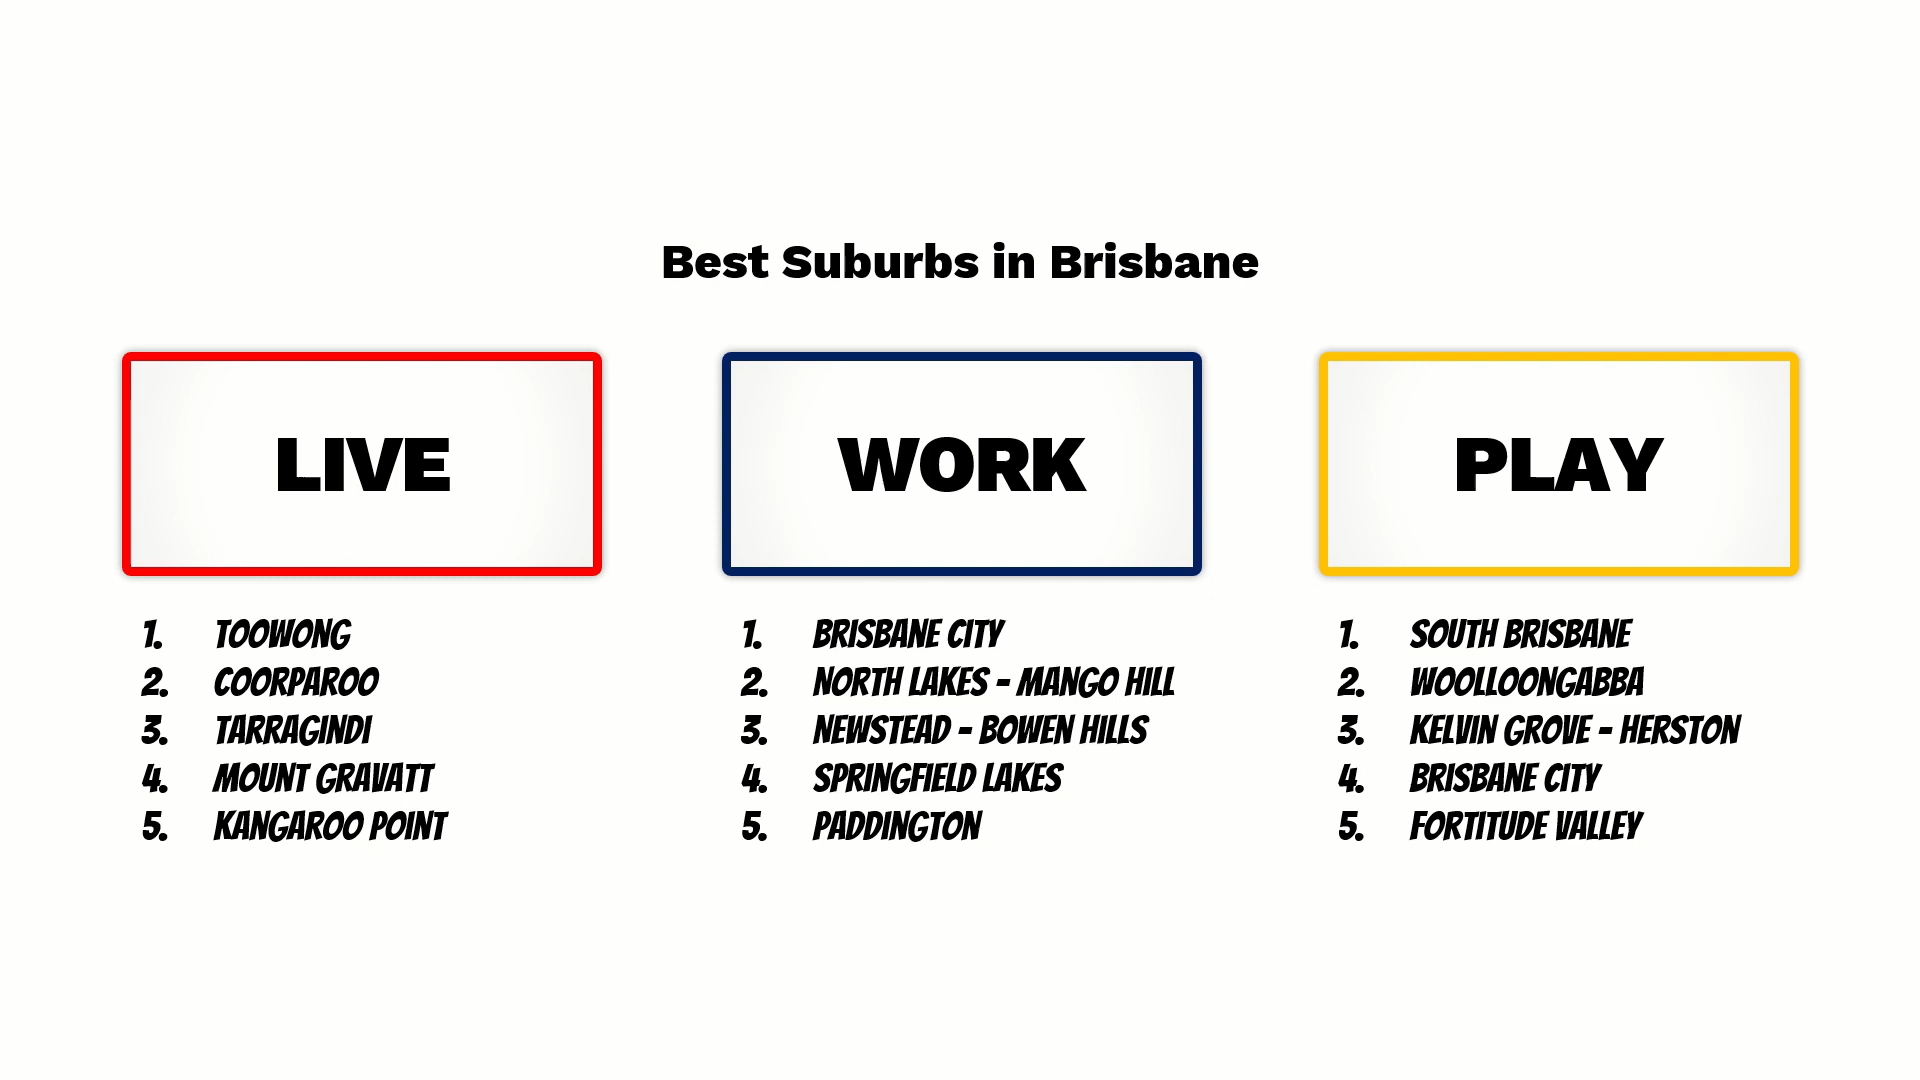 Best Suburbs in Brisbane
LIVE
1. TOOWONG
2. COORPAROO
3. TARRAGINDI
4. MOUNT GRAVATT
5. KANGAROO POINT
WORK
1. BRISBANE CITY
2. NORTH LAKES - MANGO HILL
3. NEWSTEAD - BOWEN HILLS
4. SPRINGFIELD LAKES
5. PADDINGTON
PLAY
1. SOUTH BRISBANE
2. WOOLLOONGABBA
3. KELVIN GROVE - HERSTON
4. BRISBANE CITY
5. FORTITUDE VALLEY